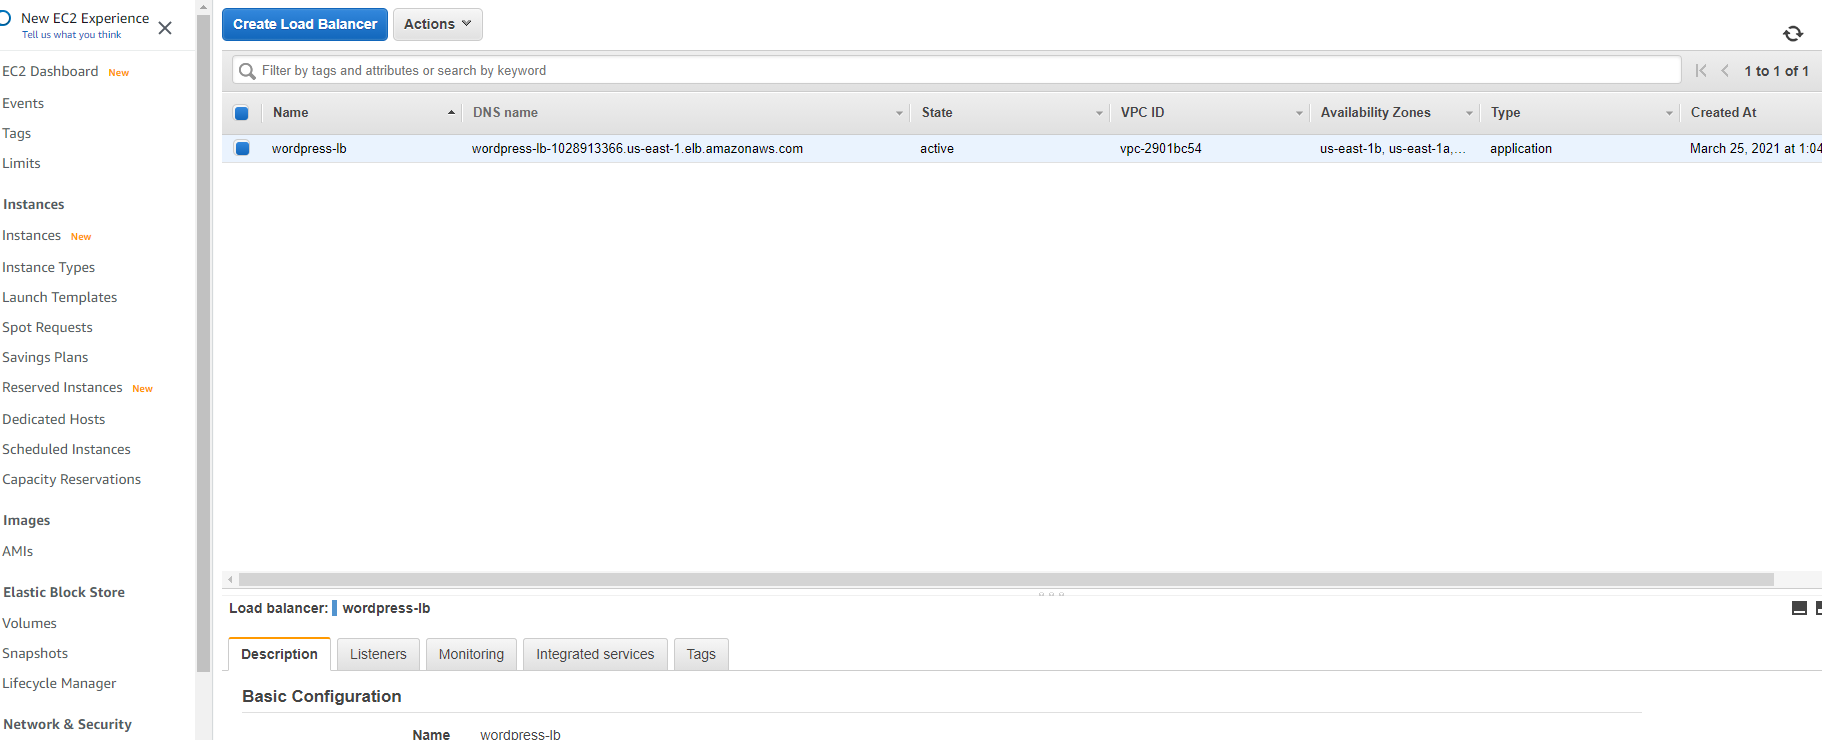 New EC2 Experience
Tell us what you think
EC2 Dashboard New
Events
Tags
Limits
Instances
Instances New
Instance Types
Launch Templates
Spot Requests
Savings Plans
Reserved Instances New
Dedicated Hosts
Scheduled Instances
Capacity Reservations
Images
AMIs
Elastic Block Store
Volumes
Snapshots
Lifecycle Manager
Network & Security
Create Load Balancer Actions
Filter by tags and attributes or search by keyword 1 to 1 of 1
Name DNS name State VPC ID Availability Zones Type Created At
wordpress-lb wordpress-lb-1028913366.us-east-1.elb.amazonaws.com active vpc-2901bc54 us-east-1b, us-east-1a,... application March 25, 2021 at 1:04
Load balancer: wordpress-lb
Description Listeners Monitoring Integrated services Tags
Basic Configuration
Name wordpress-lb